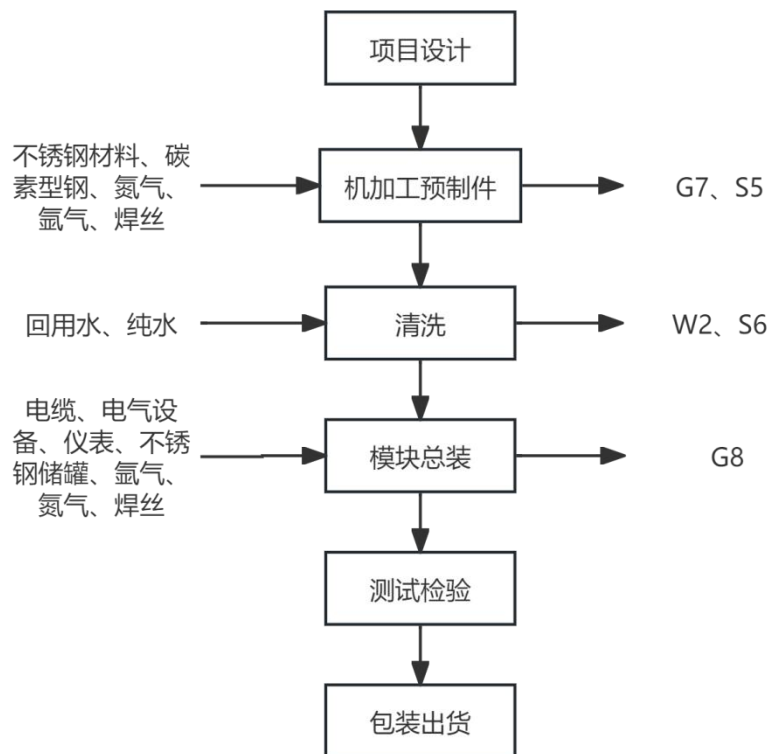 项目设计
不锈钢材料、碳
素型钢、氮气、
氩气、焊丝
机加工预制件
G7、S5
回用水、纯水
清洗
W2、S6
电缆、电气设
备、仪表、不锈
钢储罐、氩气、
氮气、焊丝
模块总装
G8
测试检验
包装出货